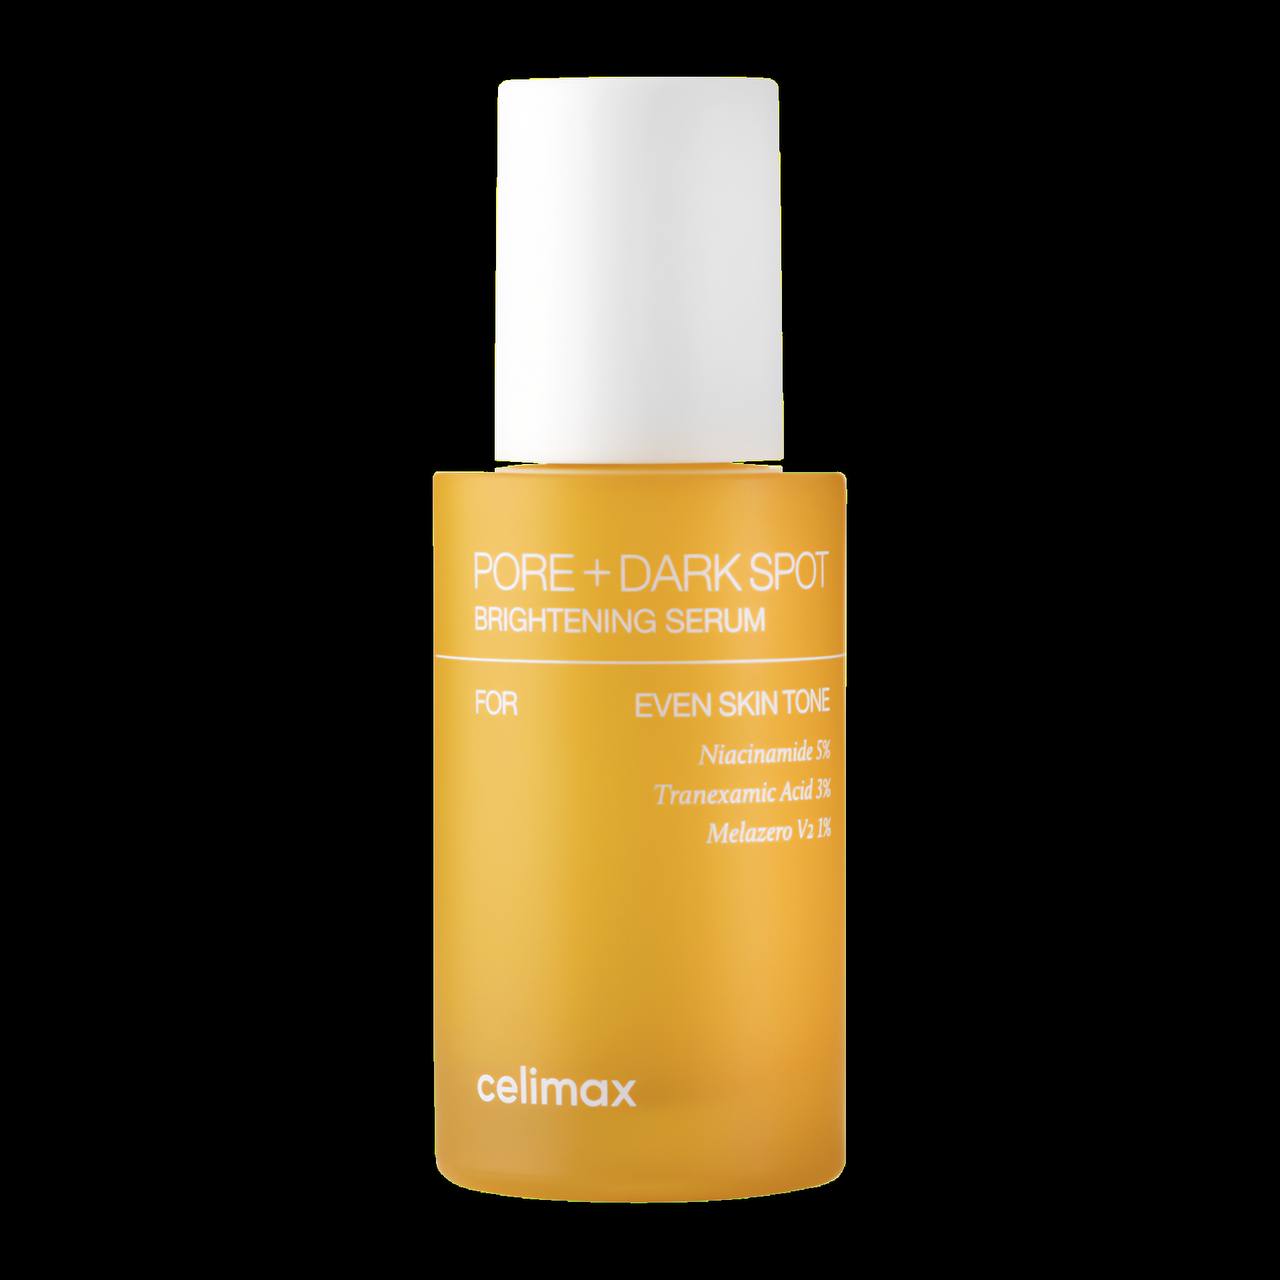 PORE + DARK SPOT
BRIGHTENING SERUM
FOR EVEN SKIN TONE
Niacinamide 5%
Tranexamic Acid 3%
Melazero V2 1%
celimax